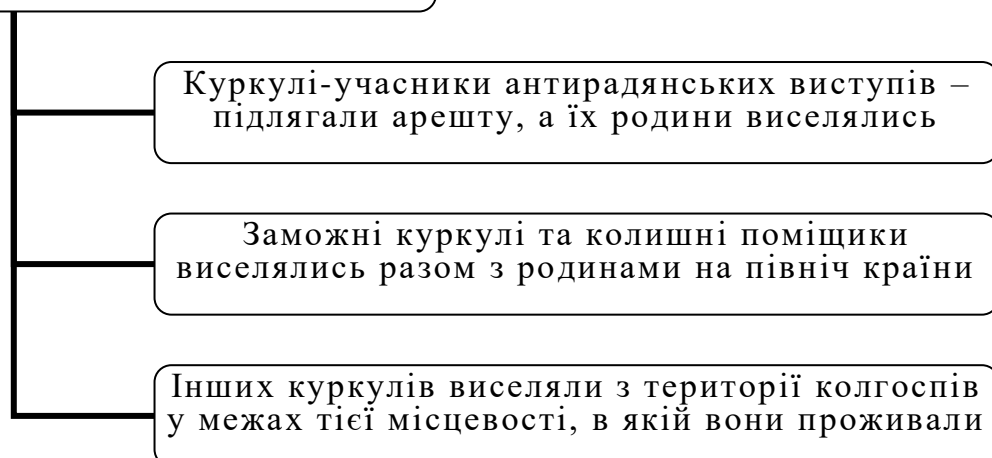 Куркулі-учасники антирадянських виступів –
підлягали арешту, а їх родини виселялись
Заможні куркулі та колишні поміщики
виселялись разом з родинами на північ країни
Інших куркулів виселяли з території колгоспів
у межах тієї місцевості, в якій вони проживали